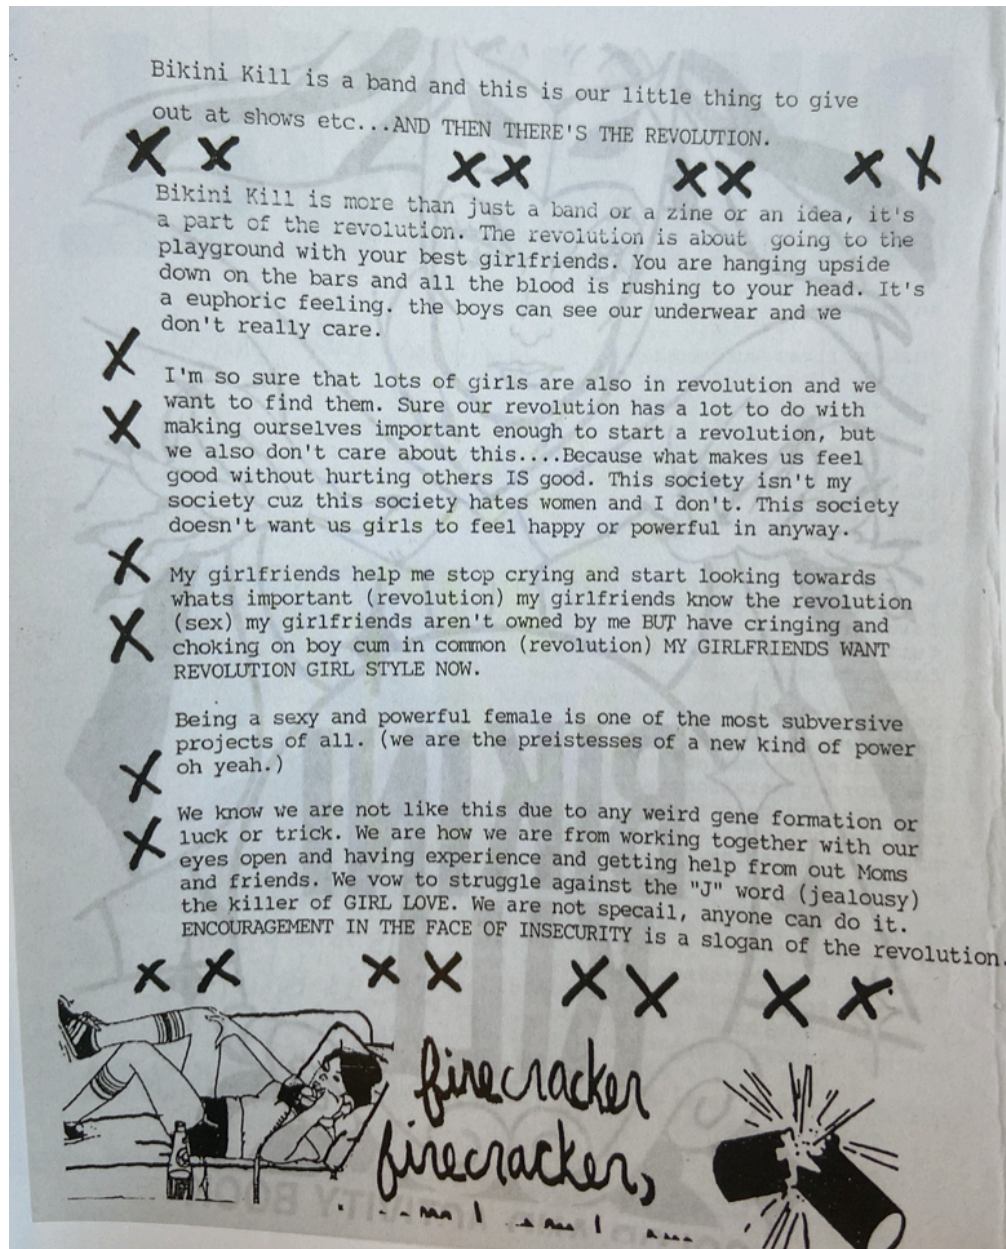 Bikini Kill is a band and this is our little thing to give
out at shows etc...AND THEN THERE'S THE REVOLUTION.
Bikini Kill is more than just a band or a zine or an idea, it's
a part of the revolution. The revolution is about going to the
playground with your best girlfriends. You are hanging upside
down on the bars and all the blood is rushing to your head. It's
a euphoric feeling. the boys can see our underwear and we
don't really care.
I'm so sure that lots of girls are also in revolution and we
want to find them. Sure our revolution has a lot to do with
making ourselves important enough to start a revolution, but
we also don't care about this....Because what makes us feel
good without hurting others IS good. This society isn't my
society cuz this society hates women and I don't. This society
doesn't want us girls to feel happy or powerful in anyway.
My girlfriends help me stop crying and start looking towards
whats important (revolution) my girlfriends know the revolution
(sex) my girlfriends aren't owned by me BUT have cringing and
choking on boy cum in common (revolution) MY GIRLFRIENDS WANT
REVOLUTION GIRL STYLE NOW.
Being a sexy and powerful female is one of the most subversive
projects of all. (we are the preistesses of a new kind of power
oh yeah.)
We know we are not like this due to any weird gene formation or
luck or trick. We are how we are from working together with our
eyes open and having experience and getting help from out Moms
and friends. We vow to struggle against the "J" word (jealousy)
the killer of GIRL LOVE. We are not specail, anyone can do it.
ENCOURAGEMENT IN THE FACE OF INSECURITY is a slogan of the revolution.
firecracker
firecracker,